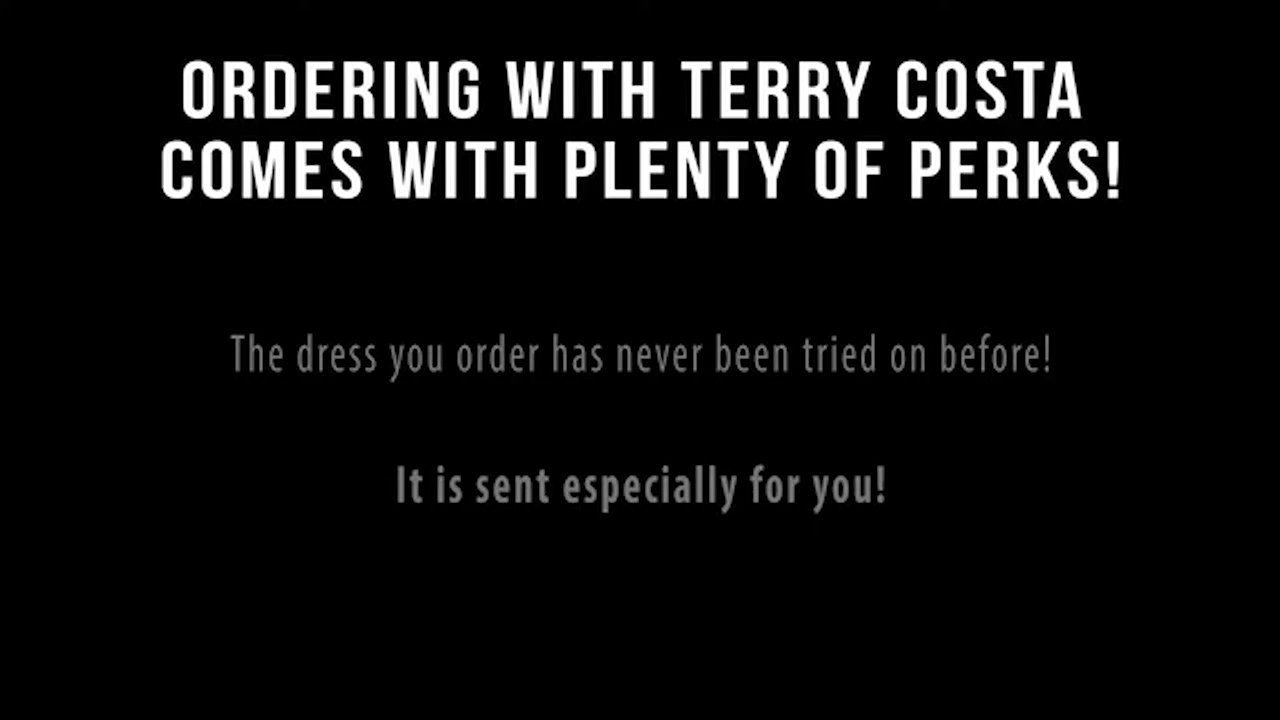 ORDERING WITH TERRY COSTA
COMES WITH PLENTY OF PERKS!
The dress you order has never been tried on before!
It is sent especially for you!